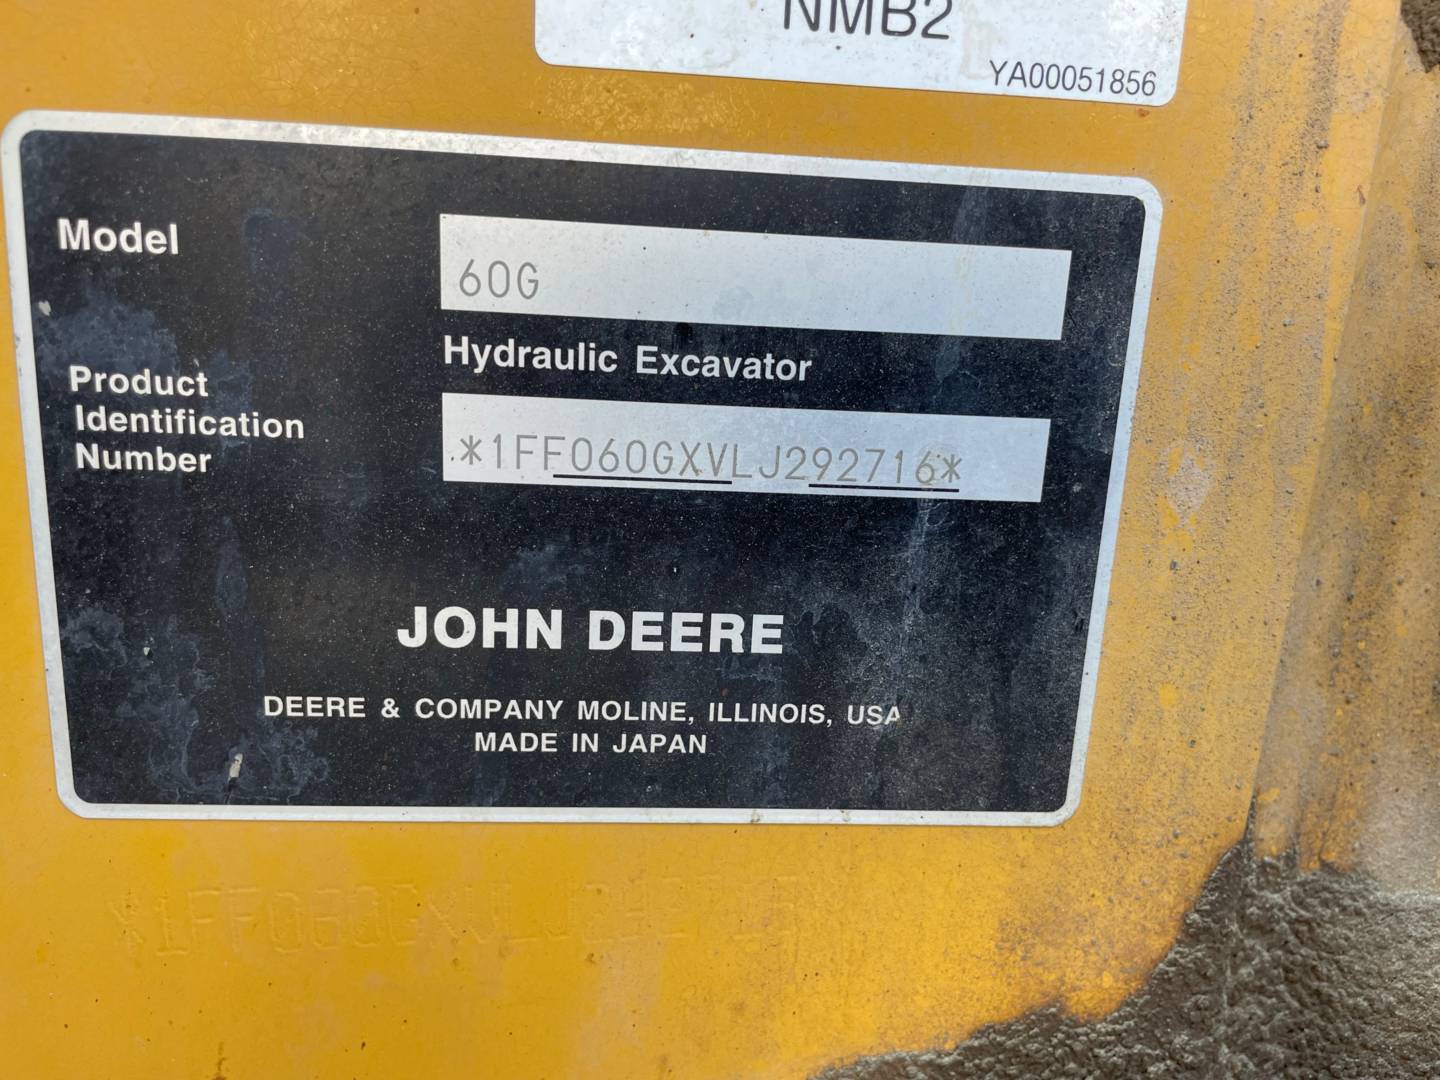 NMB2
YA00051856
Model
60G
Hydraulic Excavator
Product
Identification
Number
*1FF060GXVLJ292716*
JOHN DEERE
DEERE & COMPANY MOLINE, ILLINOIS, USA
MADE IN JAPAN
*1FF060GXVLJ292716*